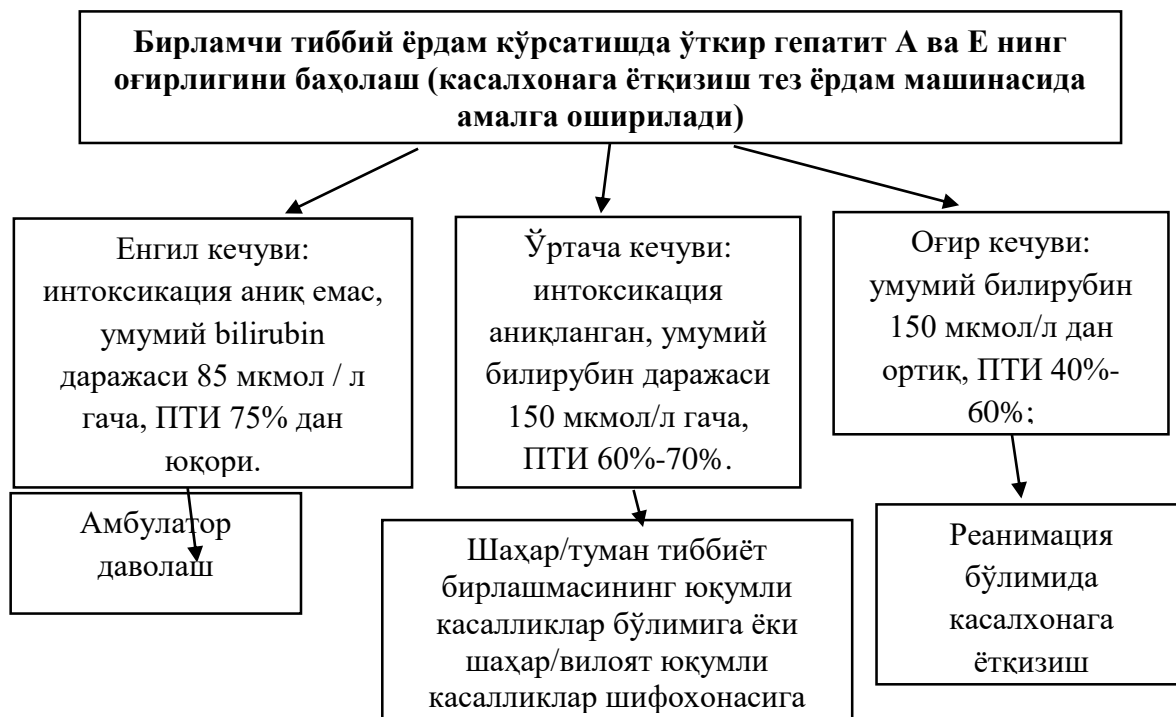 Бирламчи тиббий ёрдам кўрсатишда ўткир гепатит А ва Е нинг
оғирлигини баҳолаш (касалхонага ётқизиш тез ёрдам машинасида
амалга оширилади)
Енгил кечуви:
интоксикация аниқ емас,
умумий bilirubin
даражаси 85 мкмол / л
гача, ПТИ 75% дан
юқори.
Ўртача кечуви:
интоксикация
аниқланган, умумий
билирубин даражаси
150 мкмол/л гача,
ПТИ 60%-70%.
Оғир кечуви:
умумий билирубин
150 мкмол/л дан
ортиқ, ПТИ 40%-
60%;
Амбулатор
даволаш
Шаҳар/туман тиббиёт
бирлашмасининг юқумли
касалликлар бўлимига ёки
шаҳар/вилоят юқумли
касалликлар шифохонасига
Реанимация
бўлимида
касалхонага
ётқизиш